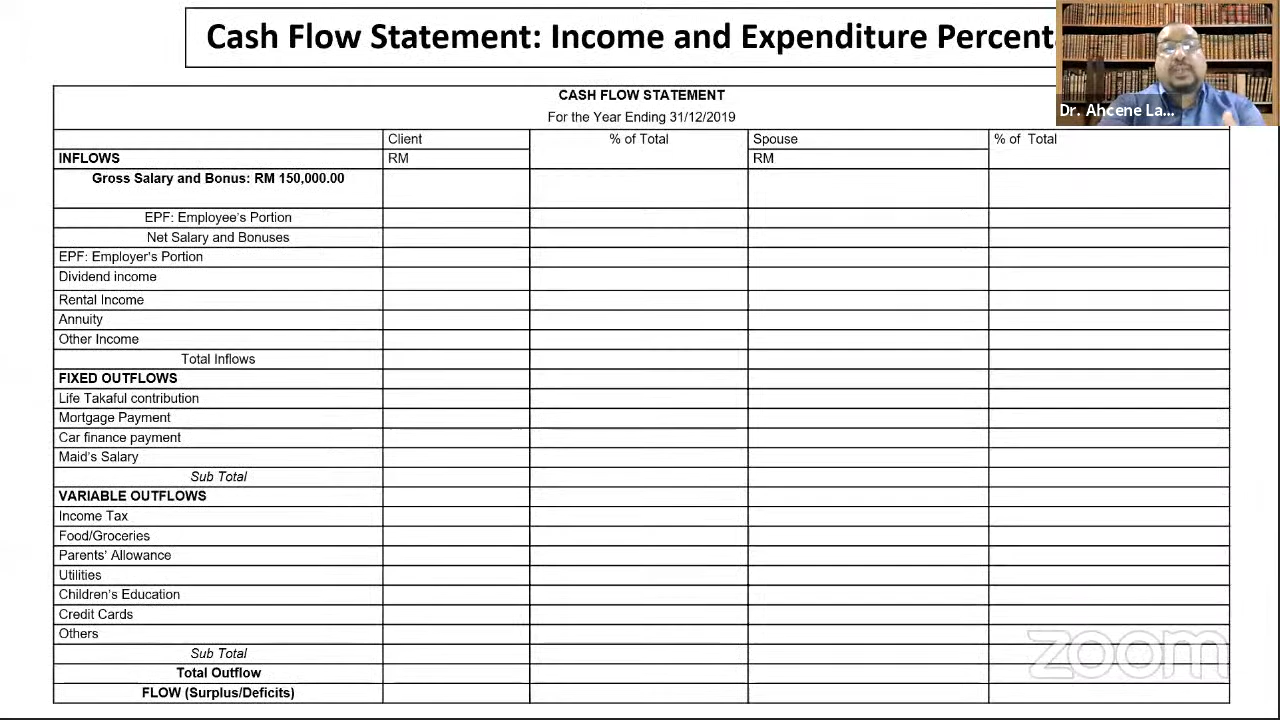 Cash Flow Statement: Income and Expenditure
Dr. Ahcene La...
CASH FLOW STATEMENT
For the Year Ending 31/12/2019
Client % of Total Spouse % of Total
INFLOWS RM RM
Gross Salary and Bonus: RM 150,000.00
EPF: Employee's Portion
Net Salary and Bonuses
EPF: Employer's Portion
Dividend income
Rental Income
Annuity
Other Income
Total Inflows
FIXED OUTFLOWS
Life Takaful contribution
Mortgage Payment
Car finance payment
Maid's Salary
Sub Total
VARIABLE OUTFLOWS
Income Tax
Food/Groceries
Parents' Allowance
Utilities
Children's Education
Credit Cards
Others
Sub Total
Total Outflow
FLOW (Surplus/Deficits)
zoom